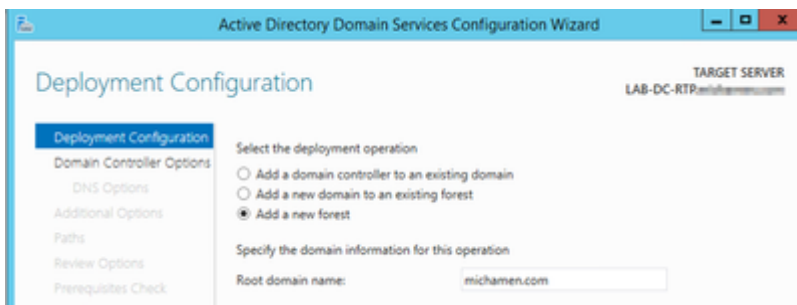 Active Directory Domain Services Configuration Wizard
Deployment Configuration
TARGET SERVER
LAB-DC-RTP
Deployment Configuration
Domain Controller Options
DNS Options
Additional Options
Paths
Review Options
Prerequisites Check
Select the deployment operation
Add a domain controller to an existing domain
Add a new domain to an existing forest
Add a new forest
Specify the domain information for this operation
Root domain name: michamen.com